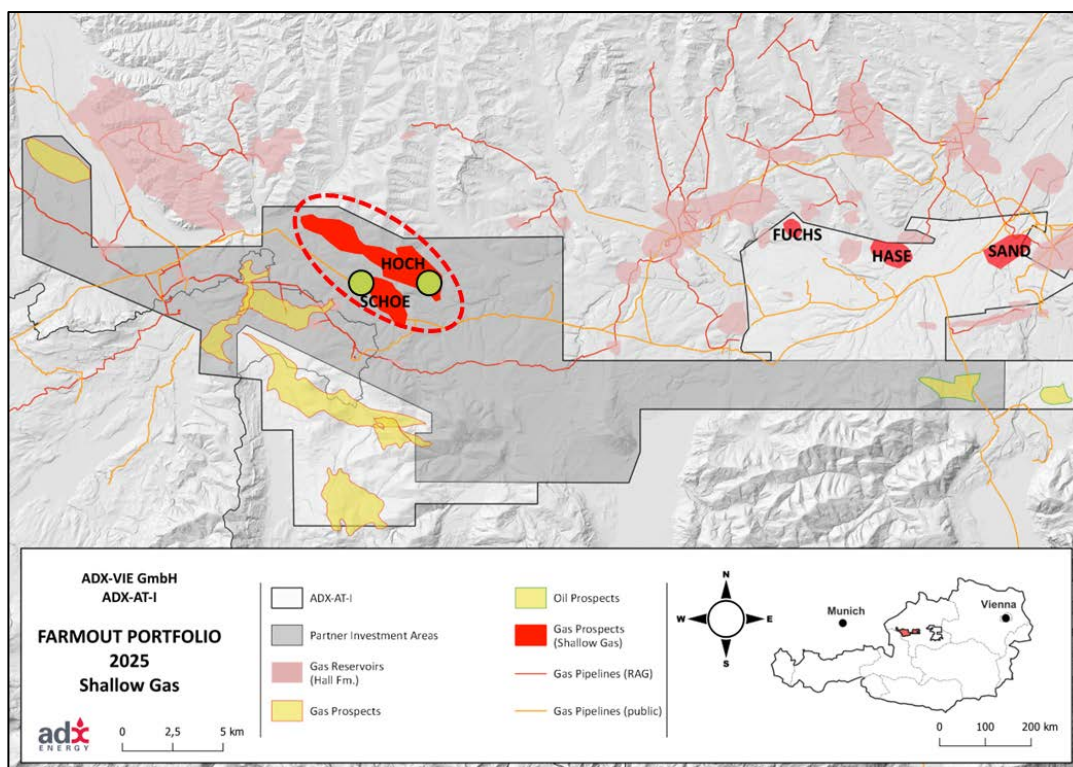 FUCHS
HASE
SAND
HOCH
SCHOE
ADX-VIE GmbH
ADX-AT-I
FARMOUT PORTFOLIO
2025
Shallow Gas
adx
ENERGY
0 2,5 5 km
ADX-AT-I
Partner Investment Areas
Gas Reservoirs
(Hall Fm.)
Gas Prospects
Oil Prospects
Gas Prospects
(Shallow Gas)
Gas Pipelines (RAG)
Gas Pipelines (public)
N
W E
S
Munich
Vienna
0 100 200 km